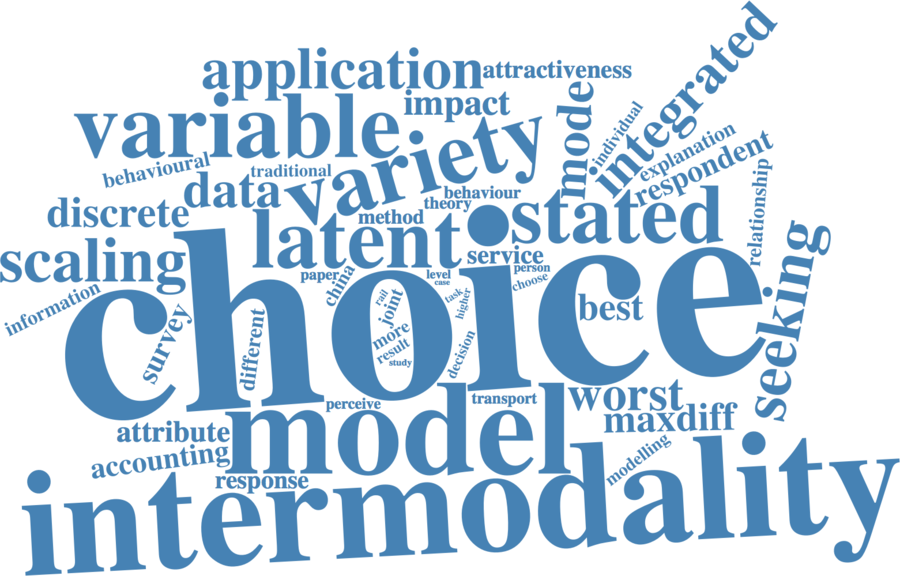 integrated
application
attractiveness
mode
impact
variable
individual
variety
explanation
respondent
behavioural
traditional
data
behaviour
theory
relationship
discrete
method
stated
latent
scaling
service
seeking
paper
china
level
case
person
choose
information
choice
rail
joint
task
higher
best
survey
different
more
result
study
decision
perceive
transport
worst
maxdiff
model
attribute
accounting
modelling
response
intermodality